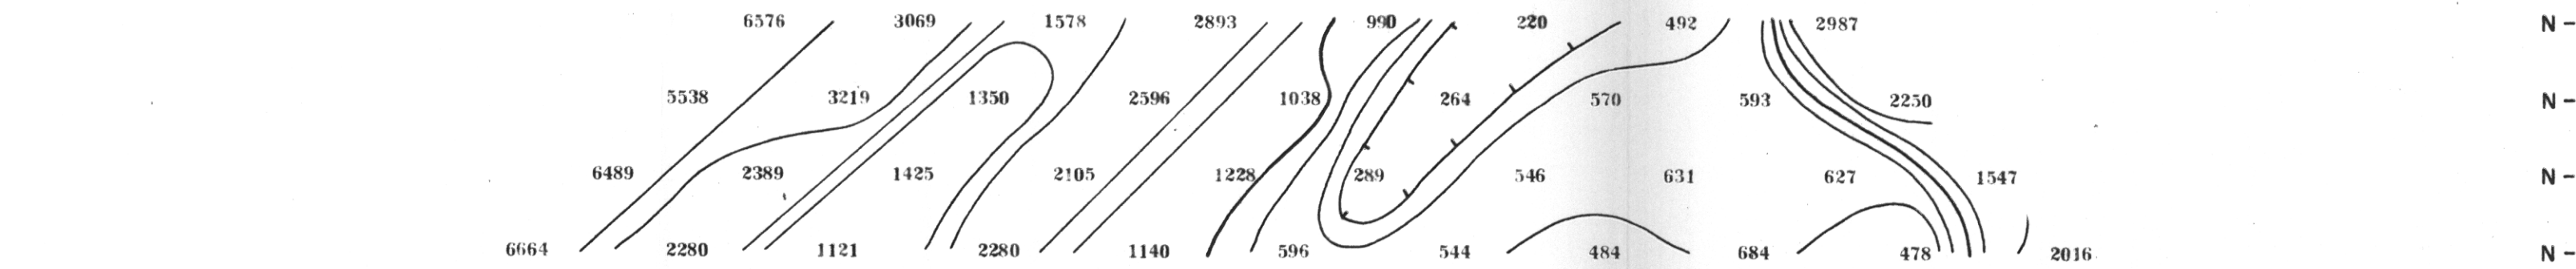 6576 3069 1578 2893 990 220 492 2987 N –
5538 3219 1350 2596 1038 264 570 593 2250 N –
6489 2389 1425 2105 1228 289 546 631 627 1547 N –
6664 2280 1121 2280 1140 596 544 484 684 478 2016 N –